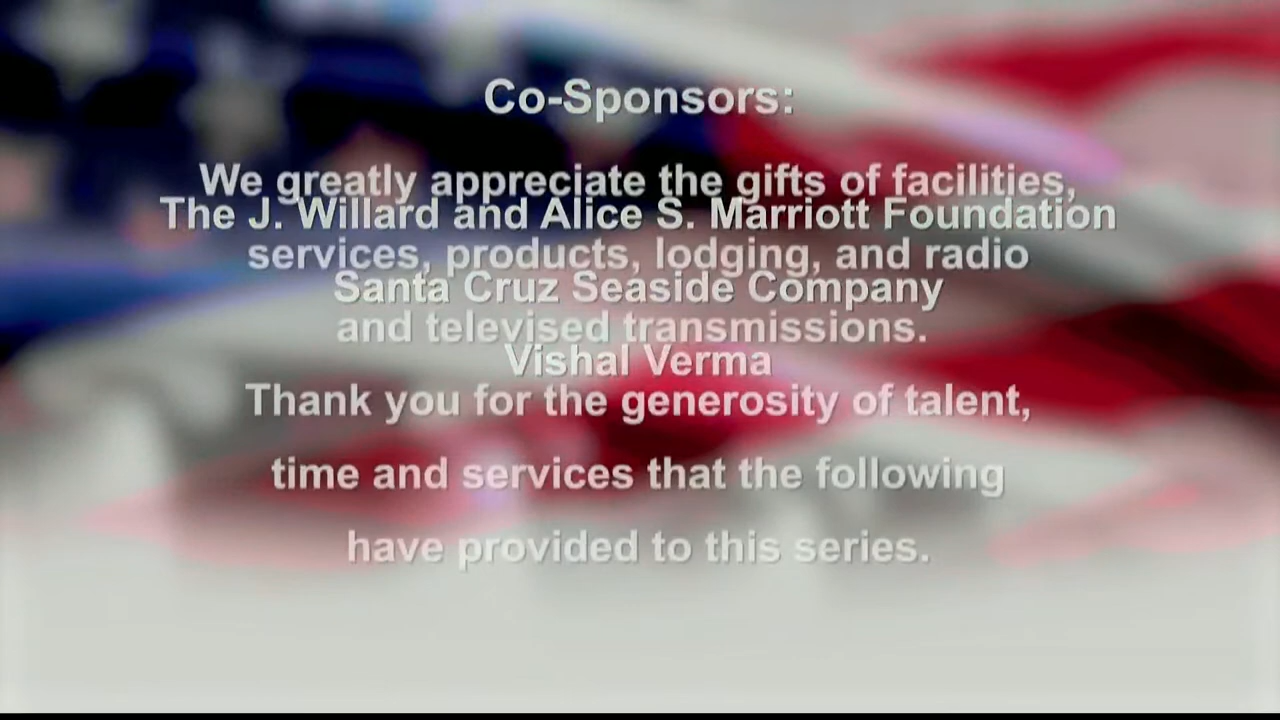 Co-Sponsors:
We greatly appreciate the gifts of facilities,
The J. Willard and Alice S. Marriott Foundation
services, products, lodging, and radio
Santa Cruz Seaside Company
and televised transmissions.
Vishal Verma
Thank you for the generosity of talent,
time and services that the following
have provided to this series.